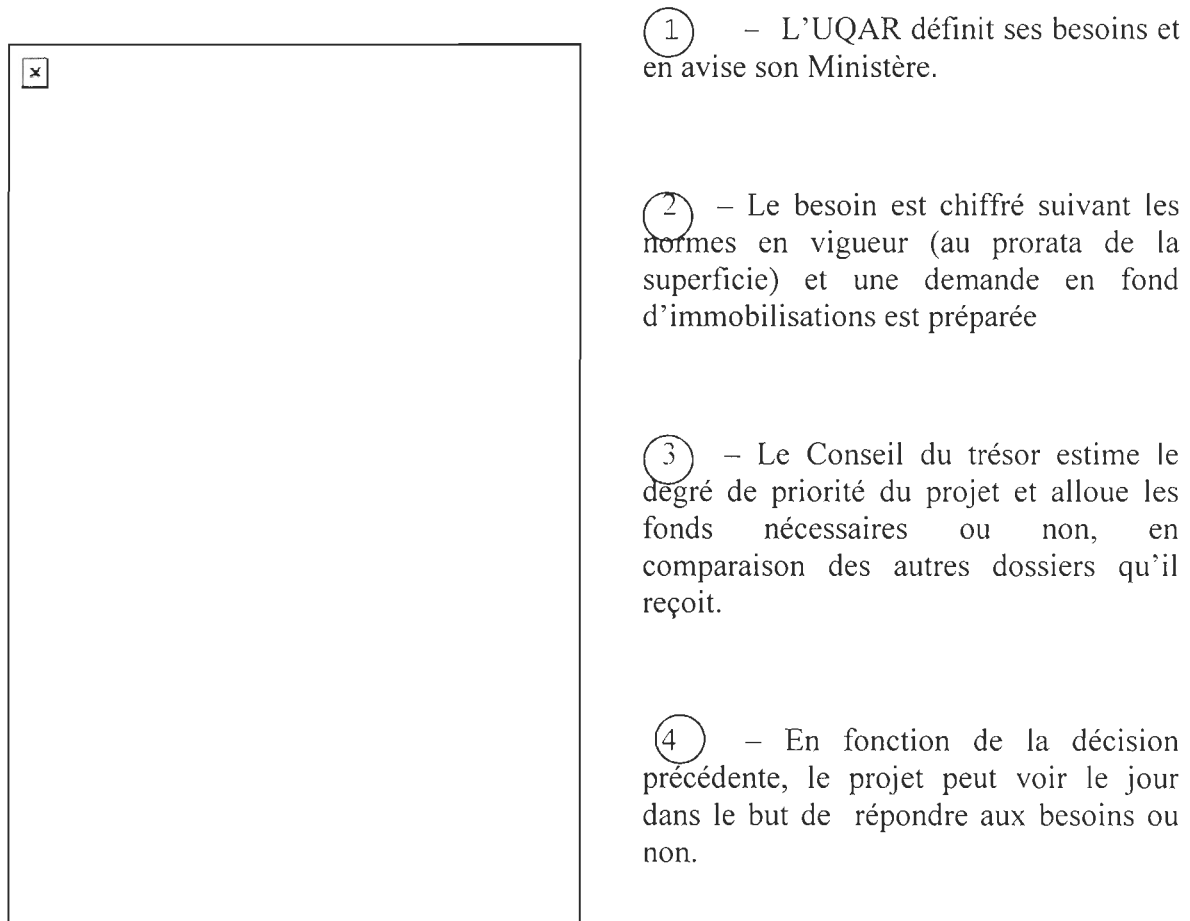 1 – L'UQAR définit ses besoins et
en avise son Ministère.
2 – Le besoin est chiffré suivant les
normes en vigueur (au prorata de la
superficie) et une demande en fond
d'immobilisations est préparée
3 – Le Conseil du trésor estime le
degré de priorité du projet et alloue les
fonds nécessaires ou non, en
comparaison des autres dossiers qu'il
reçoit.
4 – En fonction de la décision
précédente, le projet peut voir le jour
dans le but de répondre aux besoins ou
non.